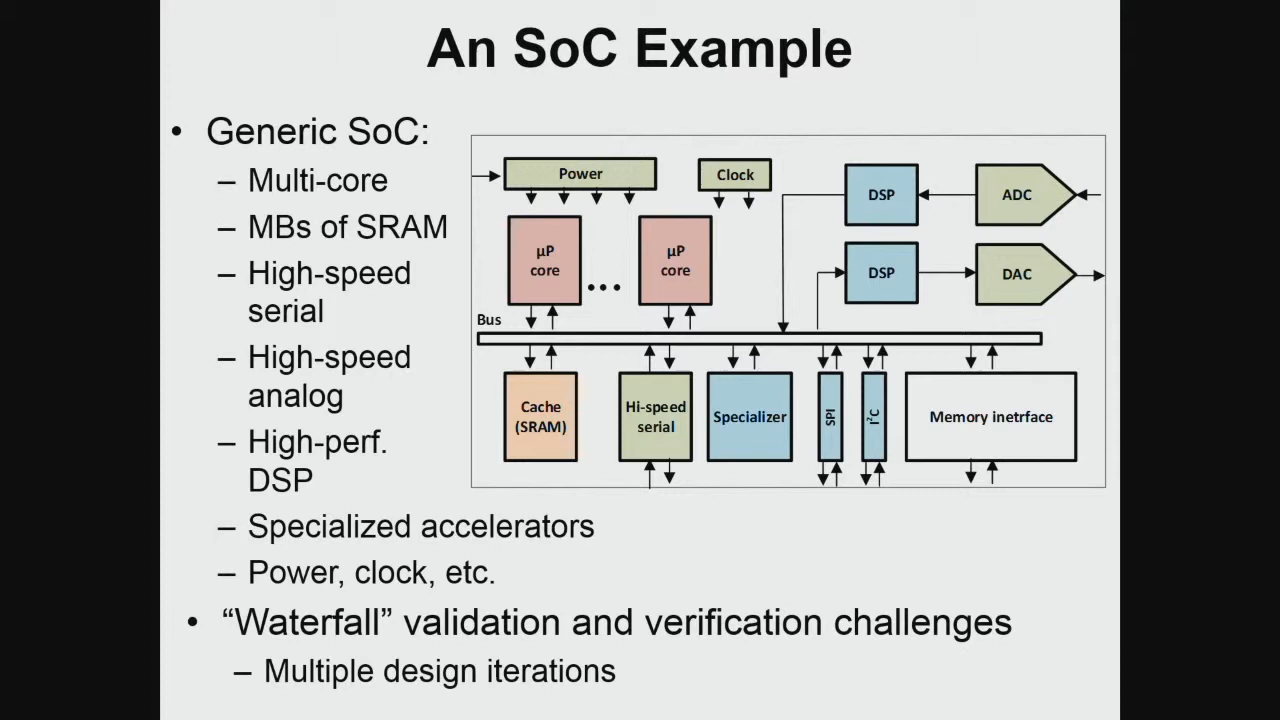 An SoC Example
• Generic SoC:
– Multi-core
– MBs of SRAM
– High-speed
serial
– High-speed
analog
– High-perf.
DSP
– Specialized accelerators
– Power, clock, etc.
• “Waterfall” validation and verification challenges
– Multiple design iterations
Power
Clock
DSP
ADC
µP
core
•••
µP
core
DSP
DAC
Bus
Cache
(SRAM)
Hi-speed
serial
Specializer
SPI
I²C
Memory inetrface